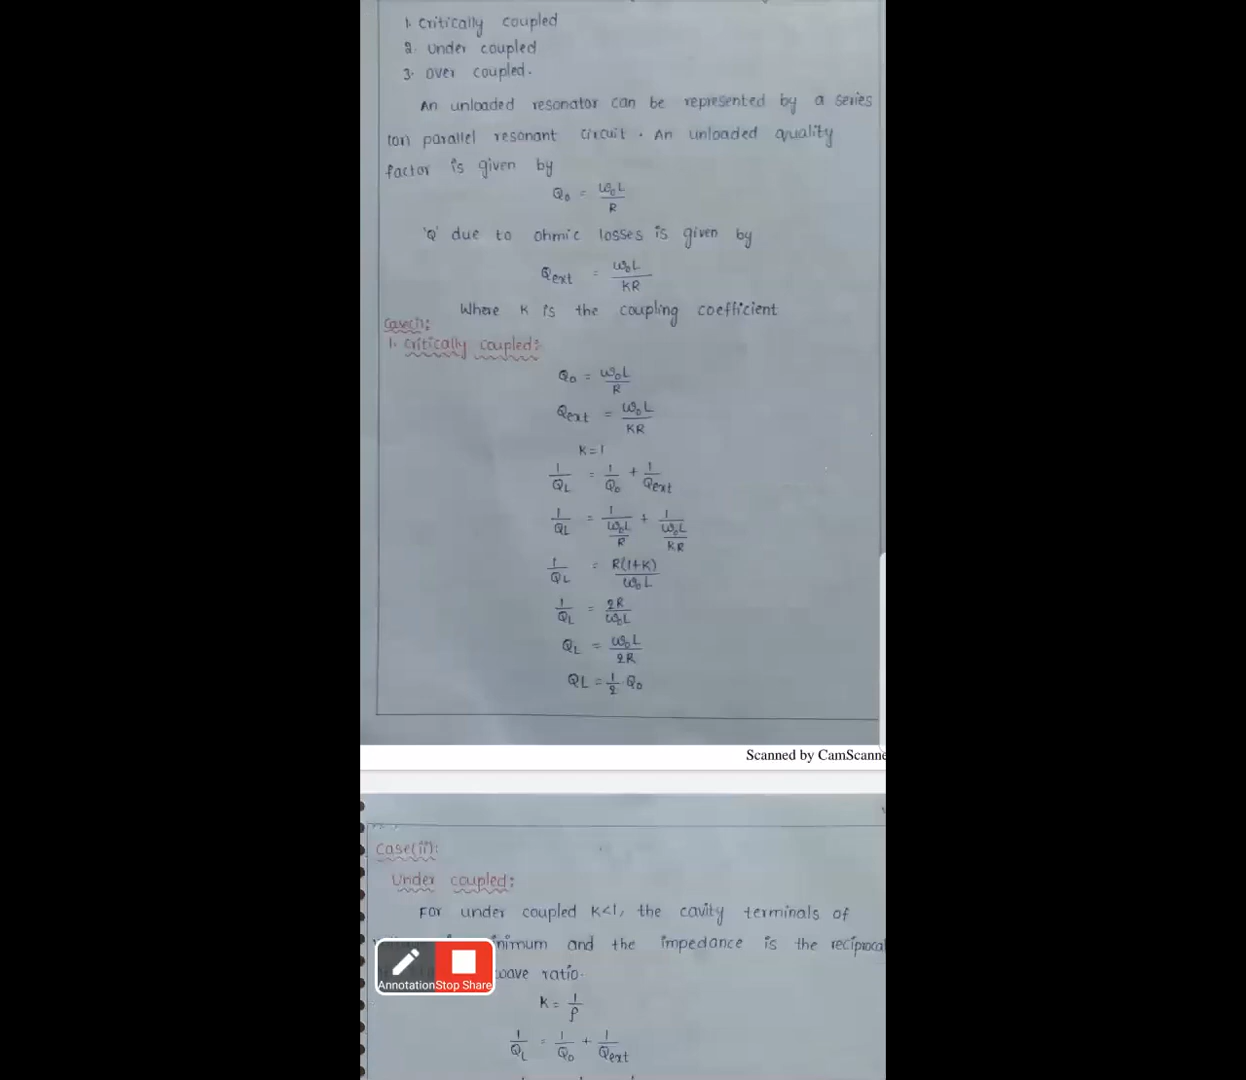 1. Critically coupled
2. under coupled
3. over coupled.
An unloaded resonator can be represented by a series
(or) parallel resonant circuit. An unloaded quality
factor is given by
Q₀ = ω₀L/R
'Q' due to ohmic losses is given by
Qext = ω₀L/KR
Where K is the coupling coefficient
Case(i):
1. critically coupled:
Q₀ = ω₀L/R
Qext = ω₀L/KR
K=1
1/QL = 1/Q₀ + 1/Qext
1/QL = 1/(ω₀L/R) + 1/(ω₀L/KR)
1/QL = R(1+K)/ω₀L
1/QL = 2R/ω₀L
QL = ω₀L/2R
QL = 1/2 · Q₀
Scanned by CamScanne
Case(ii):
Under coupled:
For under coupled K<1, the cavity terminals of
nimum and the impedance is the reciproca
wave ratio.
Annotation Stop Share
K = 1/ρ
1/QL = 1/Q₀ + 1/Qext